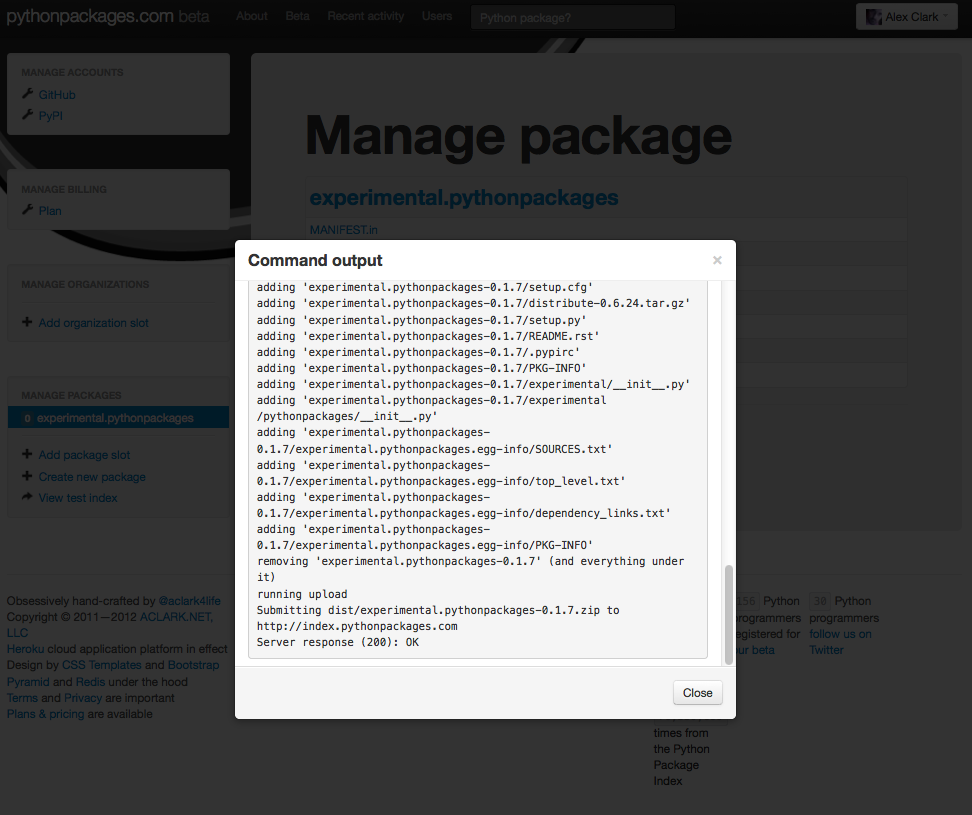 pythonpackages.com beta
About Beta Recent activity Users
Python package?
Alex Clark
MANAGE ACCOUNTS
GitHub
PyPI
MANAGE BILLING
Plan
MANAGE ORGANIZATIONS
Add organization slot
MANAGE PACKAGES
0 experimental.pythonpackages
Add package slot
Create new package
View test index
Manage package
experimental.pythonpackages
MANIFEST.in
Command output
×
adding 'experimental.pythonpackages-0.1.7/setup.cfg'
adding 'experimental.pythonpackages-0.1.7/distribute-0.6.24.tar.gz'
adding 'experimental.pythonpackages-0.1.7/setup.py'
adding 'experimental.pythonpackages-0.1.7/README.rst'
adding 'experimental.pythonpackages-0.1.7/.pypirc'
adding 'experimental.pythonpackages-0.1.7/PKG-INFO'
adding 'experimental.pythonpackages-0.1.7/experimental/__init__.py'
adding 'experimental.pythonpackages-0.1.7/experimental
/pythonpackages/__init__.py'
adding 'experimental.pythonpackages-
0.1.7/experimental.pythonpackages.egg-info/SOURCES.txt'
adding 'experimental.pythonpackages-
0.1.7/experimental.pythonpackages.egg-info/top_level.txt'
adding 'experimental.pythonpackages-
0.1.7/experimental.pythonpackages.egg-info/dependency_links.txt'
adding 'experimental.pythonpackages-
0.1.7/experimental.pythonpackages.egg-info/PKG-INFO'
removing 'experimental.pythonpackages-0.1.7' (and everything under
it)
running upload
Submitting dist/experimental.pythonpackages-0.1.7.zip to
http://index.pythonpackages.com
Server response (200): OK
Close
Obsessively hand-crafted by @aclark4life
Copyright © 2011—2012 ACLARK.NET,
LLC
Heroku cloud application platform in effect
Design by CSS Templates and Bootstrap
Pyramid and Redis under the hood
Terms and Privacy are important
Plans & pricing are available
times from
the Python
Package
Index
156 Python
programmers
registered for
our beta
30 Python
programmers
follow us on
Twitter